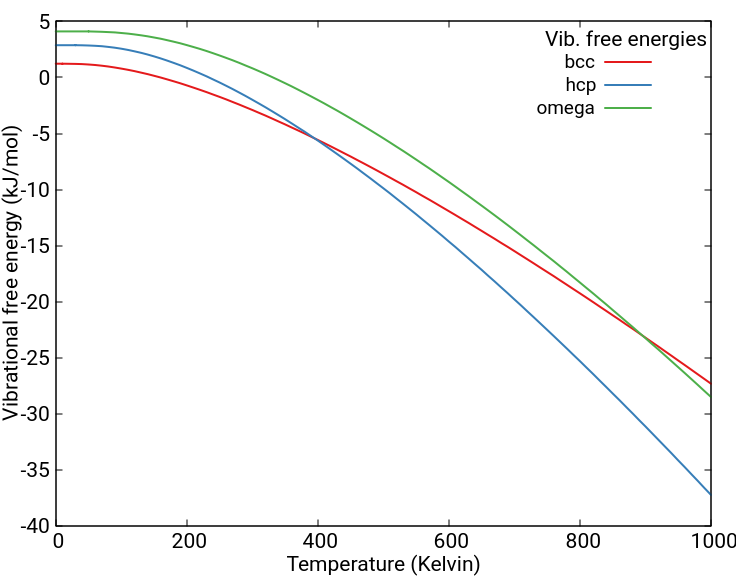 Vib. free energies
bcc
hcp
omega
Vibrational free energy (kJ/mol)
5
0
-5
-10
-15
-20
-25
-30
-35
-40
0 200 400 600 800 1000
Temperature (Kelvin)